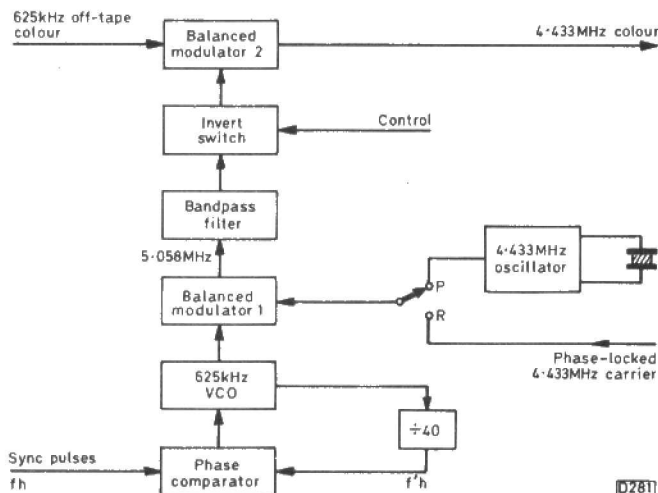 625kHz off-tape
colour
Balanced
modulator 2
4·433MHz colour
Invert
switch
Control
Bandpass
filter
5·058MHz
4·433MHz
oscillator
Balanced
modulator 1
P
R
Phase-locked
4·433MHz carrier
625kHz
VCO
÷40
Sync pulses
fh
Phase
comparator
f'h
D281